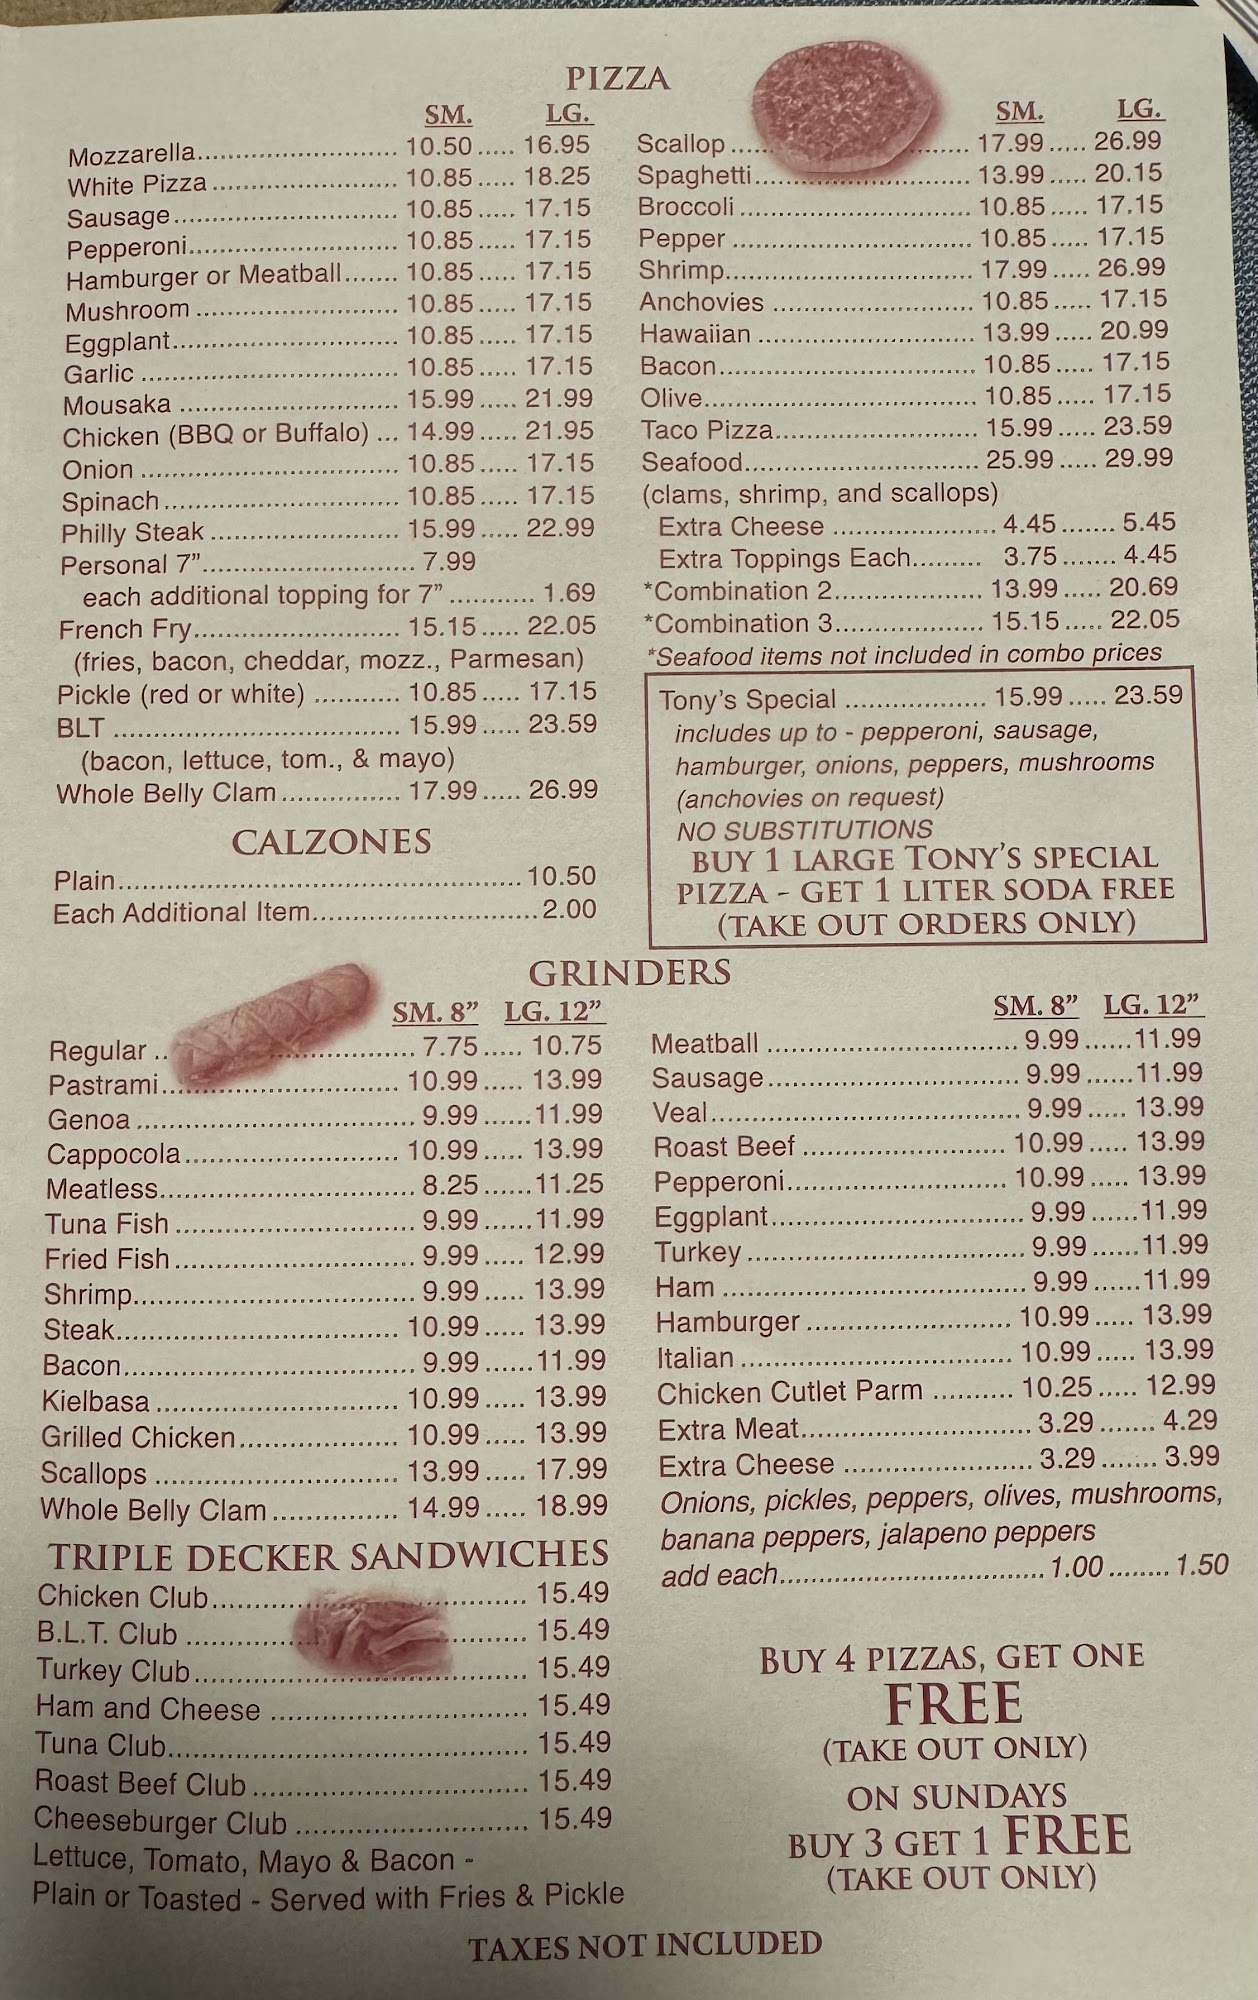 PIZZA
SM. LG.
Mozzarella.......... 10.50..... 16.95
White Pizza.......... 10.85..... 18.25
Sausage.......... 10.85..... 17.15
Pepperoni.......... 10.85..... 17.15
Hamburger or Meatball....... 10.85..... 17.15
Mushroom.......... 10.85..... 17.15
Eggplant.......... 10.85..... 17.15
Garlic.......... 10.85..... 17.15
Mousaka.......... 15.99..... 21.99
Chicken (BBQ or Buffalo)... 14.99..... 21.95
Onion.......... 10.85..... 17.15
Spinach.......... 10.85..... 17.15
Philly Steak.......... 15.99..... 22.99
Personal 7”.......... 7.99
each additional topping for 7”........... 1.69
French Fry.......... 15.15..... 22.05
(fries, bacon, cheddar, mozz., Parmesan)
Pickle (red or white)........... 10.85..... 17.15
BLT.......... 15.99..... 23.59
(bacon, lettuce, tom., & mayo)
Whole Belly Clam.......... 17.99..... 26.99
SM. LG.
Scallop.......... 17.99..... 26.99
Spaghetti.......... 13.99..... 20.15
Broccoli.......... 10.85..... 17.15
Pepper.......... 10.85..... 17.15
Shrimp.......... 17.99..... 26.99
Anchovies.......... 10.85..... 17.15
Hawaiian.......... 13.99..... 20.99
Bacon.......... 10.85..... 17.15
Olive.......... 10.85..... 17.15
Taco Pizza.......... 15.99..... 23.59
Seafood.......... 25.99..... 29.99
(clams, shrimp, and scallops)
Extra Cheese.......... 4.45....... 5.45
Extra Toppings Each......... 3.75....... 4.45
*Combination 2.......... 13.99..... 20.69
*Combination 3.......... 15.15..... 22.05
*Seafood items not included in combo prices
Tony’s Special.......... 15.99..... 23.59
includes up to - pepperoni, sausage,
hamburger, onions, peppers, mushrooms
(anchovies on request)
NO SUBSTITUTIONS
BUY 1 LARGE TONY’S SPECIAL
PIZZA - GET 1 LITER SODA FREE
(TAKE OUT ORDERS ONLY)
CALZONES
Plain.......... 10.50
Each Additional Item.......... 2.00
GRINDERS
SM. 8” LG. 12”
Regular.......... 7.75..... 10.75
Pastrami.......... 10.99..... 13.99
Genoa.......... 9.99...... 11.99
Cappocola.......... 10.99..... 13.99
Meatless.......... 8.25...... 11.25
Tuna Fish.......... 9.99...... 11.99
Fried Fish.......... 9.99..... 12.99
Shrimp.......... 9.99..... 13.99
Steak.......... 10.99..... 13.99
Bacon.......... 9.99...... 11.99
Kielbasa.......... 10.99..... 13.99
Grilled Chicken.......... 10.99..... 13.99
Scallops.......... 13.99..... 17.99
Whole Belly Clam.......... 14.99..... 18.99
SM. 8” LG. 12”
Meatball.......... 9.99...... 11.99
Sausage.......... 9.99...... 11.99
Veal.......... 9.99..... 13.99
Roast Beef.......... 10.99..... 13.99
Pepperoni.......... 10.99..... 13.99
Eggplant.......... 9.99...... 11.99
Turkey.......... 9.99...... 11.99
Ham.......... 9.99...... 11.99
Hamburger.......... 10.99..... 13.99
Italian.......... 10.99..... 13.99
Chicken Cutlet Parm.......... 10.25..... 12.99
Extra Meat.......... 3.29....... 4.29
Extra Cheese.......... 3.29....... 3.99
Onions, pickles, peppers, olives, mushrooms,
banana peppers, jalapeno peppers
add each.......... 1.00........ 1.50
TRIPLE DECKER SANDWICHES
Chicken Club.......... 15.49
B.L.T. Club.......... 15.49
Turkey Club.......... 15.49
Ham and Cheese.......... 15.49
Tuna Club.......... 15.49
Roast Beef Club.......... 15.49
Cheeseburger Club.......... 15.49
Lettuce, Tomato, Mayo & Bacon -
Plain or Toasted - Served with Fries & Pickle
BUY 4 PIZZAS, GET ONE
FREE
(TAKE OUT ONLY)
ON SUNDAYS
BUY 3 GET 1 FREE
(TAKE OUT ONLY)
TAXES NOT INCLUDED